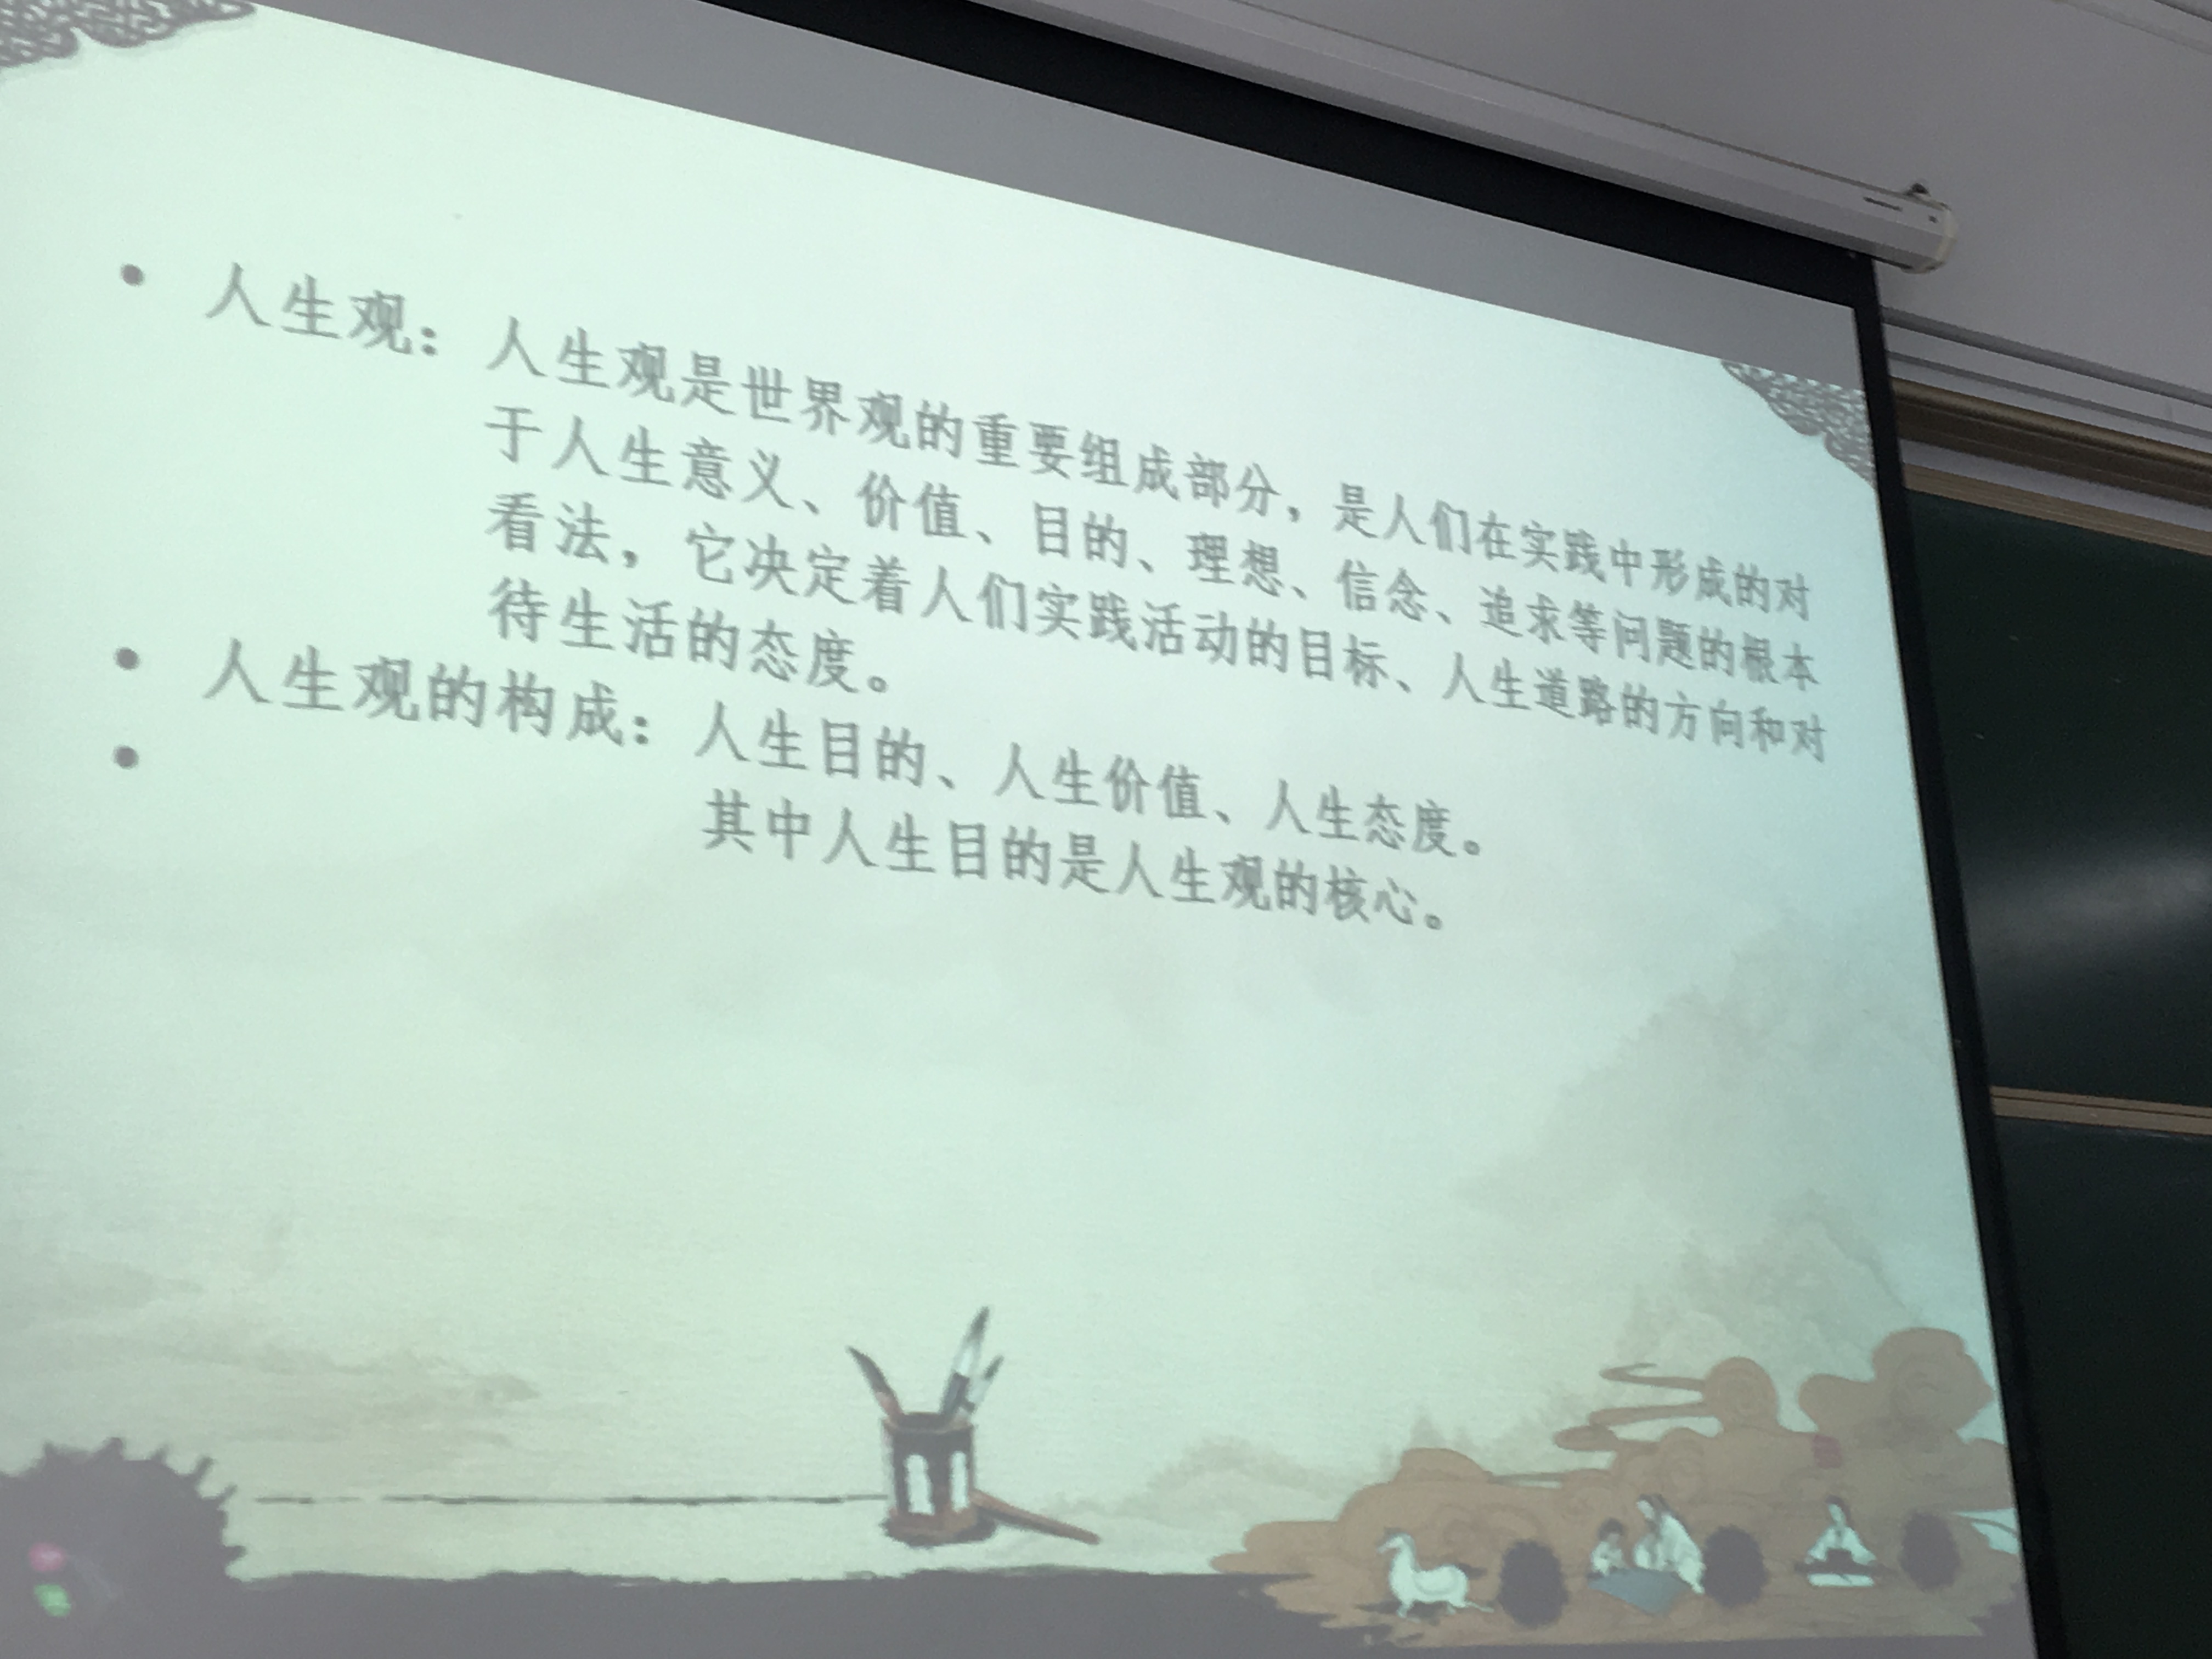 • 人生观：人生观是世界观的重要组成部分，是人们在实践中形成的对
于人生意义、价值、目的、理想、信念、追求等问题的根本
看法，它决定着人们实践活动的目标、人生道路的方向和对
待生活的态度。
• 人生观的构成：人生目的、人生价值、人生态度。
• 其中人生目的是人生观的核心。